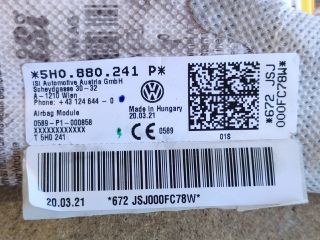 *5H0.880.241 P*
iSi Automotive Austria GmbH
Scheydgasse 30-32
A-1210 Wien
Phone: +43 124 644 - 0
Airbag Module
0589-P1-000858
XXXXXXXXXXX
T 5H0 241
Made in Hungary
20.03.21
CE 0589
01S
*672 JSJ
000FC78W*
20.03.21
*672 JSJ000FC78W*